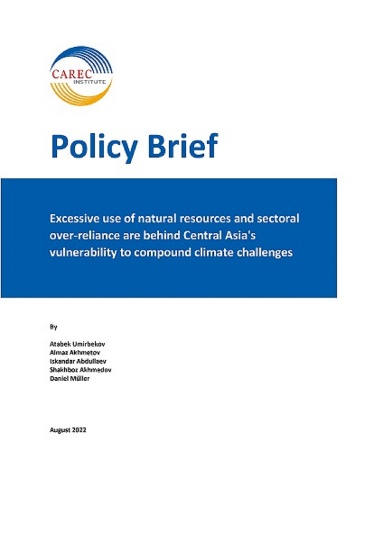 CAREC
INSTITUTE
Policy Brief
Excessive use of natural resources and sectoral
over-reliance are behind Central Asia's
vulnerability to compound climate challenges
By
Atabek Umirbekov
Almaz Akhmetov
Iskandar Abdullaev
Shakhboz Akhmedov
Daniel Müller
August 2022